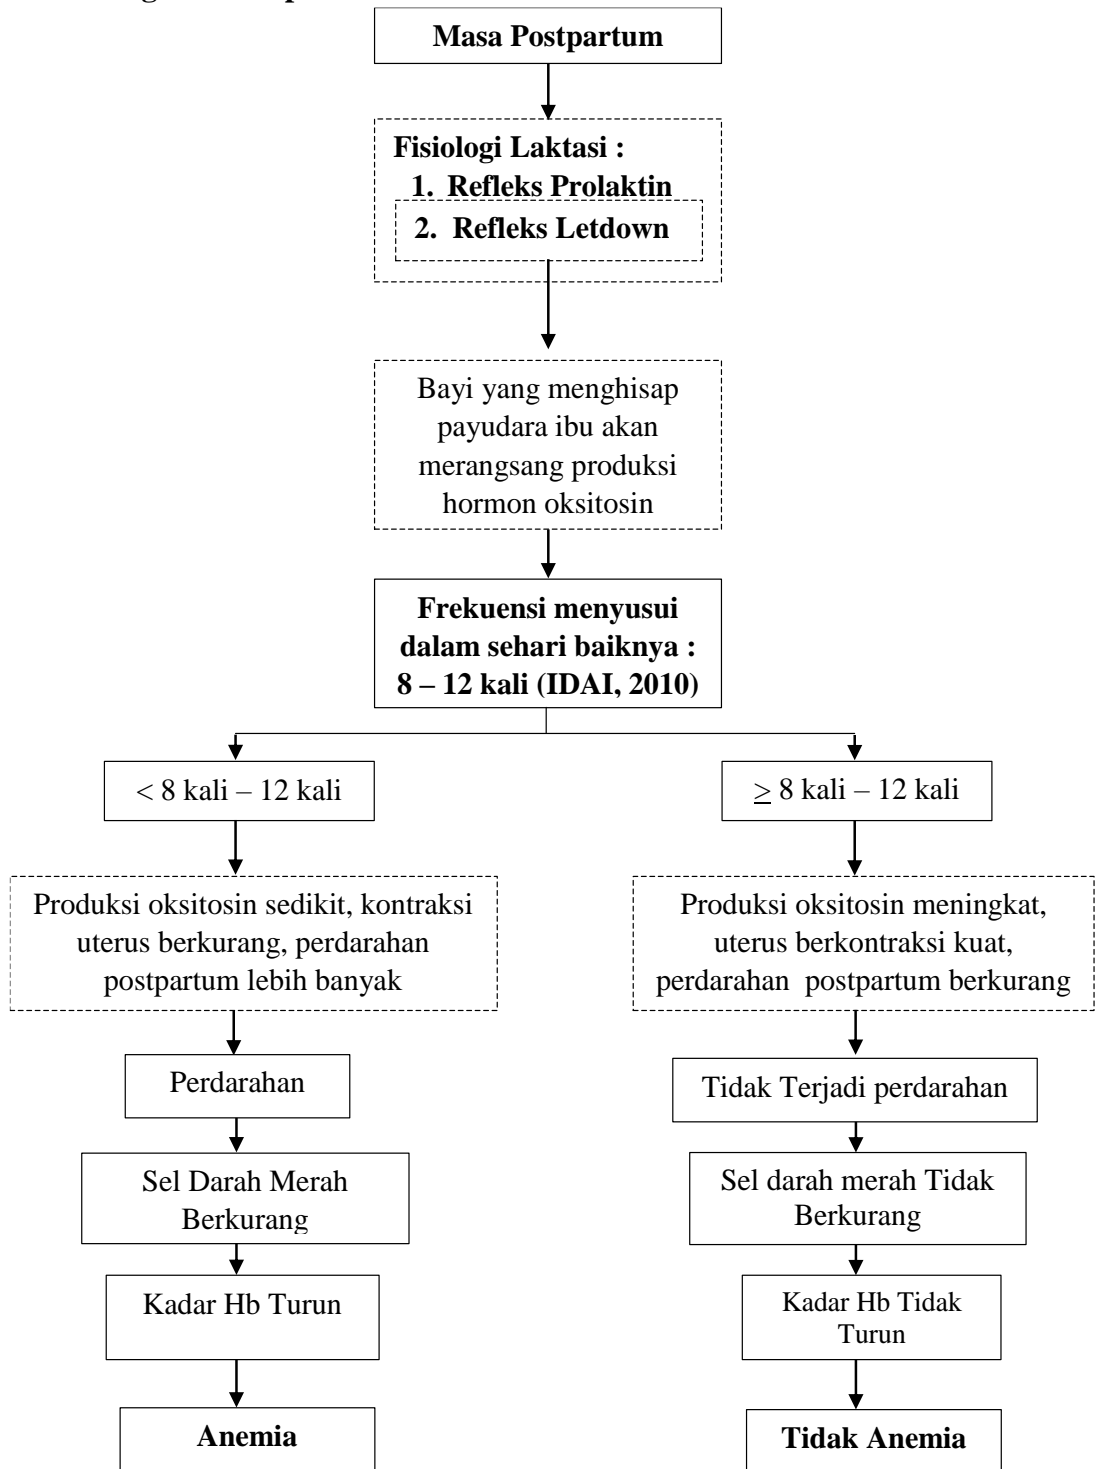 Masa Postpartum
Fisiologi Laktasi :
1. Refleks Prolaktin
2. Refleks Letdown
Bayi yang menghisap
payudara ibu akan
merangsang produksi
hormon oksitosin
Frekuensi menyusui
dalam sehari baiknya :
8 – 12 kali (IDAI, 2010)
< 8 kali – 12 kali
≥ 8 kali – 12 kali
Produksi oksitosin sedikit, kontraksi
uterus berkurang, perdarahan
postpartum lebih banyak
Produksi oksitosin meningkat,
uterus berkontraksi kuat,
perdarahan postpartum berkurang
Perdarahan
Tidak Terjadi perdarahan
Sel Darah Merah
Berkurang
Sel darah merah Tidak
Berkurang
Kadar Hb Turun
Kadar Hb Tidak
Turun
Anemia
Tidak Anemia